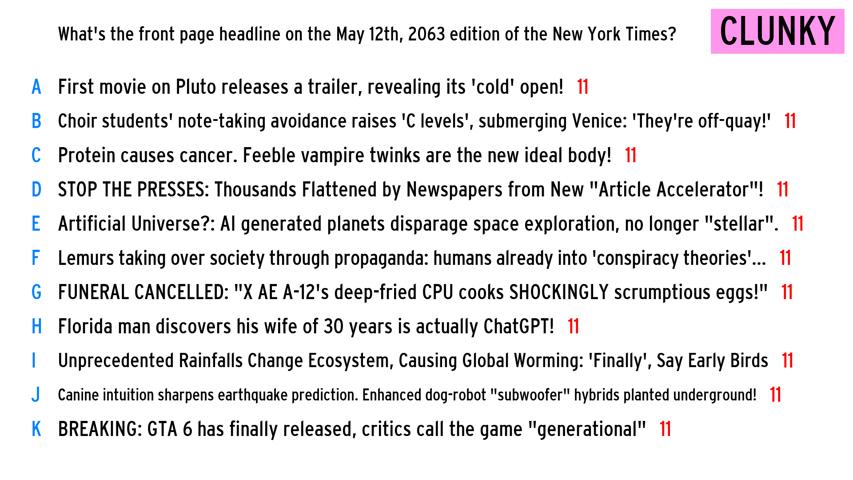 What's the front page headline on the May 12th, 2063 edition of the New York Times?
CLUNKY
A First movie on Pluto releases a trailer, revealing its 'cold' open! 11
B Choir students' note-taking avoidance raises 'C levels', submerging Venice: 'They're off-quay!' 11
C Protein causes cancer. Feeble vampire twinks are the new ideal body! 11
D STOP THE PRESSES: Thousands Flattened by Newspapers from New "Article Accelerator"! 11
E Artificial Universe?: AI generated planets disparage space exploration, no longer "stellar". 11
F Lemurs taking over society through propaganda: humans already into 'conspiracy theories'... 11
G FUNERAL CANCELLED: "X AE A-12's deep-fried CPU cooks SHOCKINGLY scrumptious eggs!" 11
H Florida man discovers his wife of 30 years is actually ChatGPT! 11
I Unprecedented Rainfalls Change Ecosystem, Causing Global Worming: 'Finally', Say Early Birds 11
J Canine intuition sharpens earthquake prediction. Enhanced dog-robot "subwoofer" hybrids planted underground! 11
K BREAKING: GTA 6 has finally released, critics call the game "generational" 11